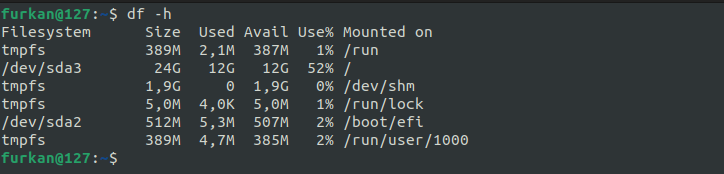 furkan@127:~$ df -h
Filesystem      Size  Used Avail Use% Mounted on
tmpfs           389M  2,1M  387M   1% /run
/dev/sda3        24G   12G   12G  52% /
tmpfs           1,9G     0  1,9G   0% /dev/shm
tmpfs           5,0M  4,0K  5,0M   1% /run/lock
/dev/sda2       512M  5,3M  507M   2% /boot/efi
tmpfs           389M  4,7M  385M   2% /run/user/1000
furkan@127:~$